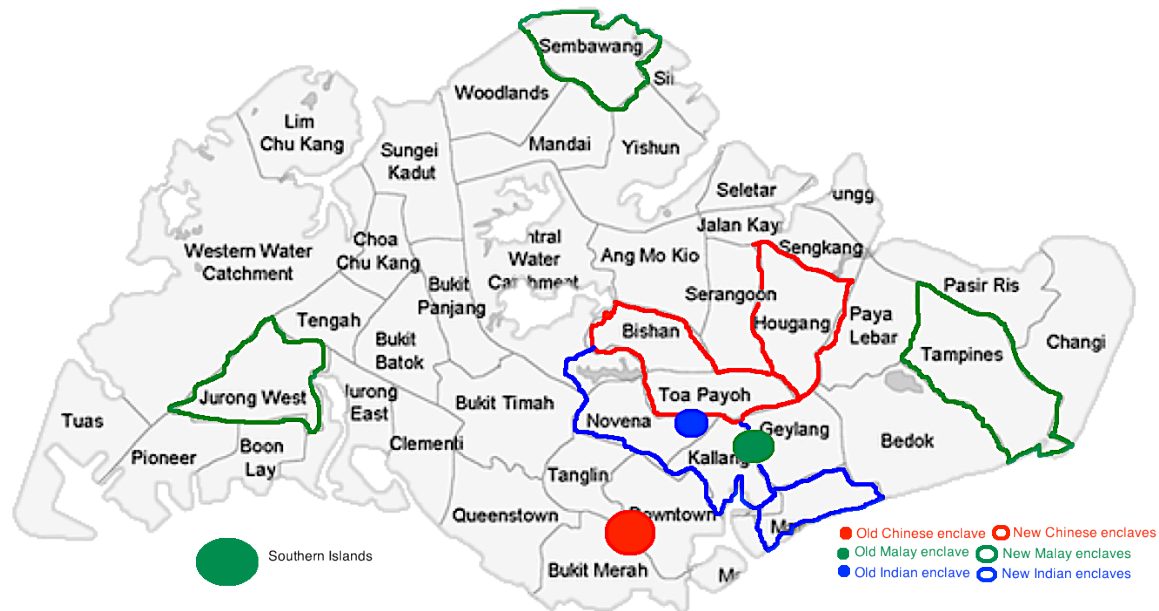 Sembawang
Woodlands
Lim
Chu Kang
Sungei
Kadut
Mandai
Yishun
Seletar
Jalan Kay
Sengkang
Western Water
Catchment
Choa
Chu Kang
Water
Ang Mo Kio
Bukit
Panjang
Serangoon
Pasir Ris
Tengah
Bishan
Hougang
Paya
Lebar
Bukit
Batok
Tampines
Changi
Jurong West
Jurong
East
Bukit Timah
Toa Payoh
Tuas
Novena
Geylang
Bedok
Pioneer
Boon
Lay
Clementi
Kallang
Tanglin
Queenstown
Downtown
Bukit Merah
Southern Islands
Old Chinese enclave New Chinese enclaves
Old Malay enclave New Malay enclaves
Old Indian enclave New Indian enclaves